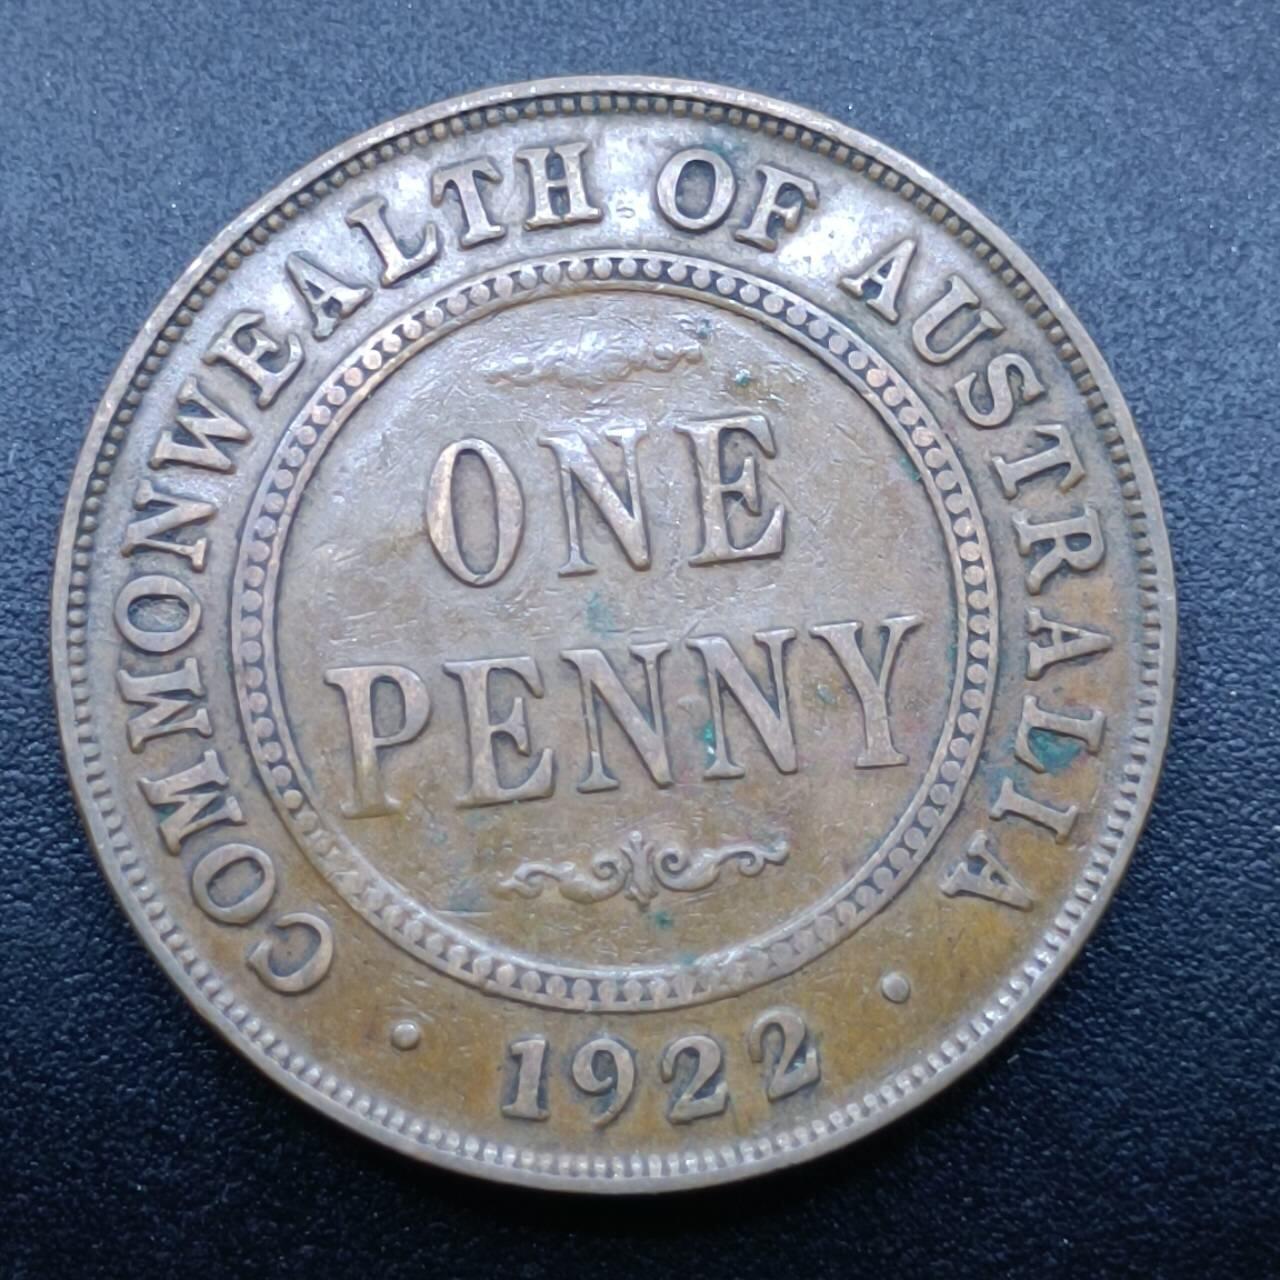 COMMONWEALTH OF AUSTRALIA
ONE
PENNY
· 1922 ·